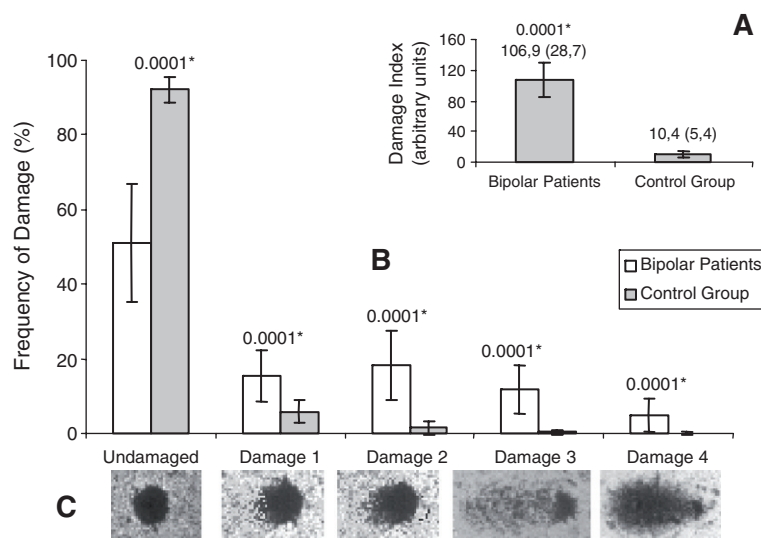 A
0.0001*
106,9 (28,7)
Damage Index
(arbitrary units)
160
120
80
40
0
10,4 (5,4)
Bipolar Patients Control Group
Frequency of Damage (%)
100
80
60
40
20
0
0.0001*
B
Bipolar Patients
Control Group
0.0001*
0.0001*
0.0001*
0.0001*
Undamaged Damage 1 Damage 2 Damage 3 Damage 4
C